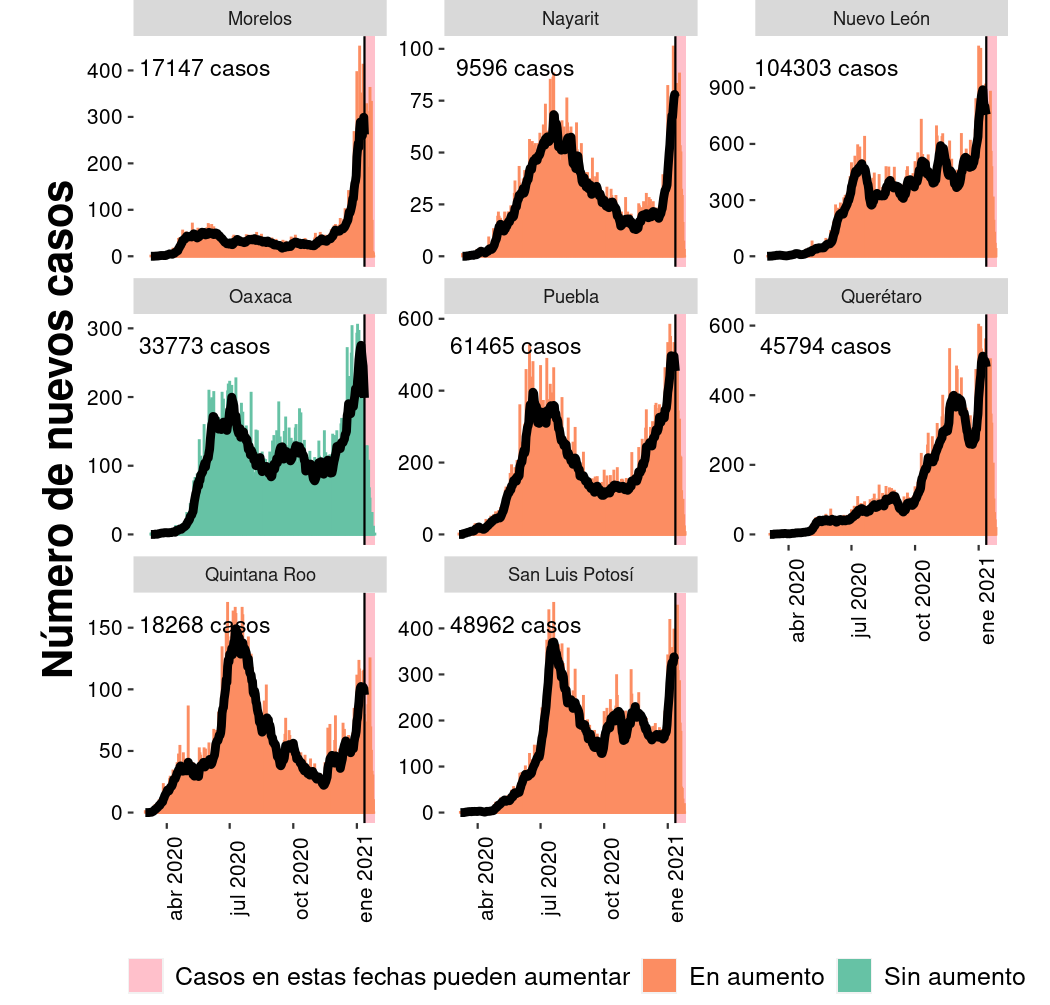 Número de nuevos casos
Morelos
17147 casos
400
300
200
100
0
Nayarit
9596 casos
100
75
50
25
0
Nuevo León
104303 casos
900
600
300
0
Oaxaca
33773 casos
300
200
100
0
Puebla
61465 casos
600
400
200
0
Querétaro
45794 casos
600
400
200
0
abr 2020
jul 2020
oct 2020
ene 2021
Quintana Roo
18268 casos
150
100
50
0
abr 2020
jul 2020
oct 2020
ene 2021
San Luis Potosí
48962 casos
400
300
200
100
0
abr 2020
jul 2020
oct 2020
ene 2021
Casos en estas fechas pueden aumentar
En aumento
Sin aumento